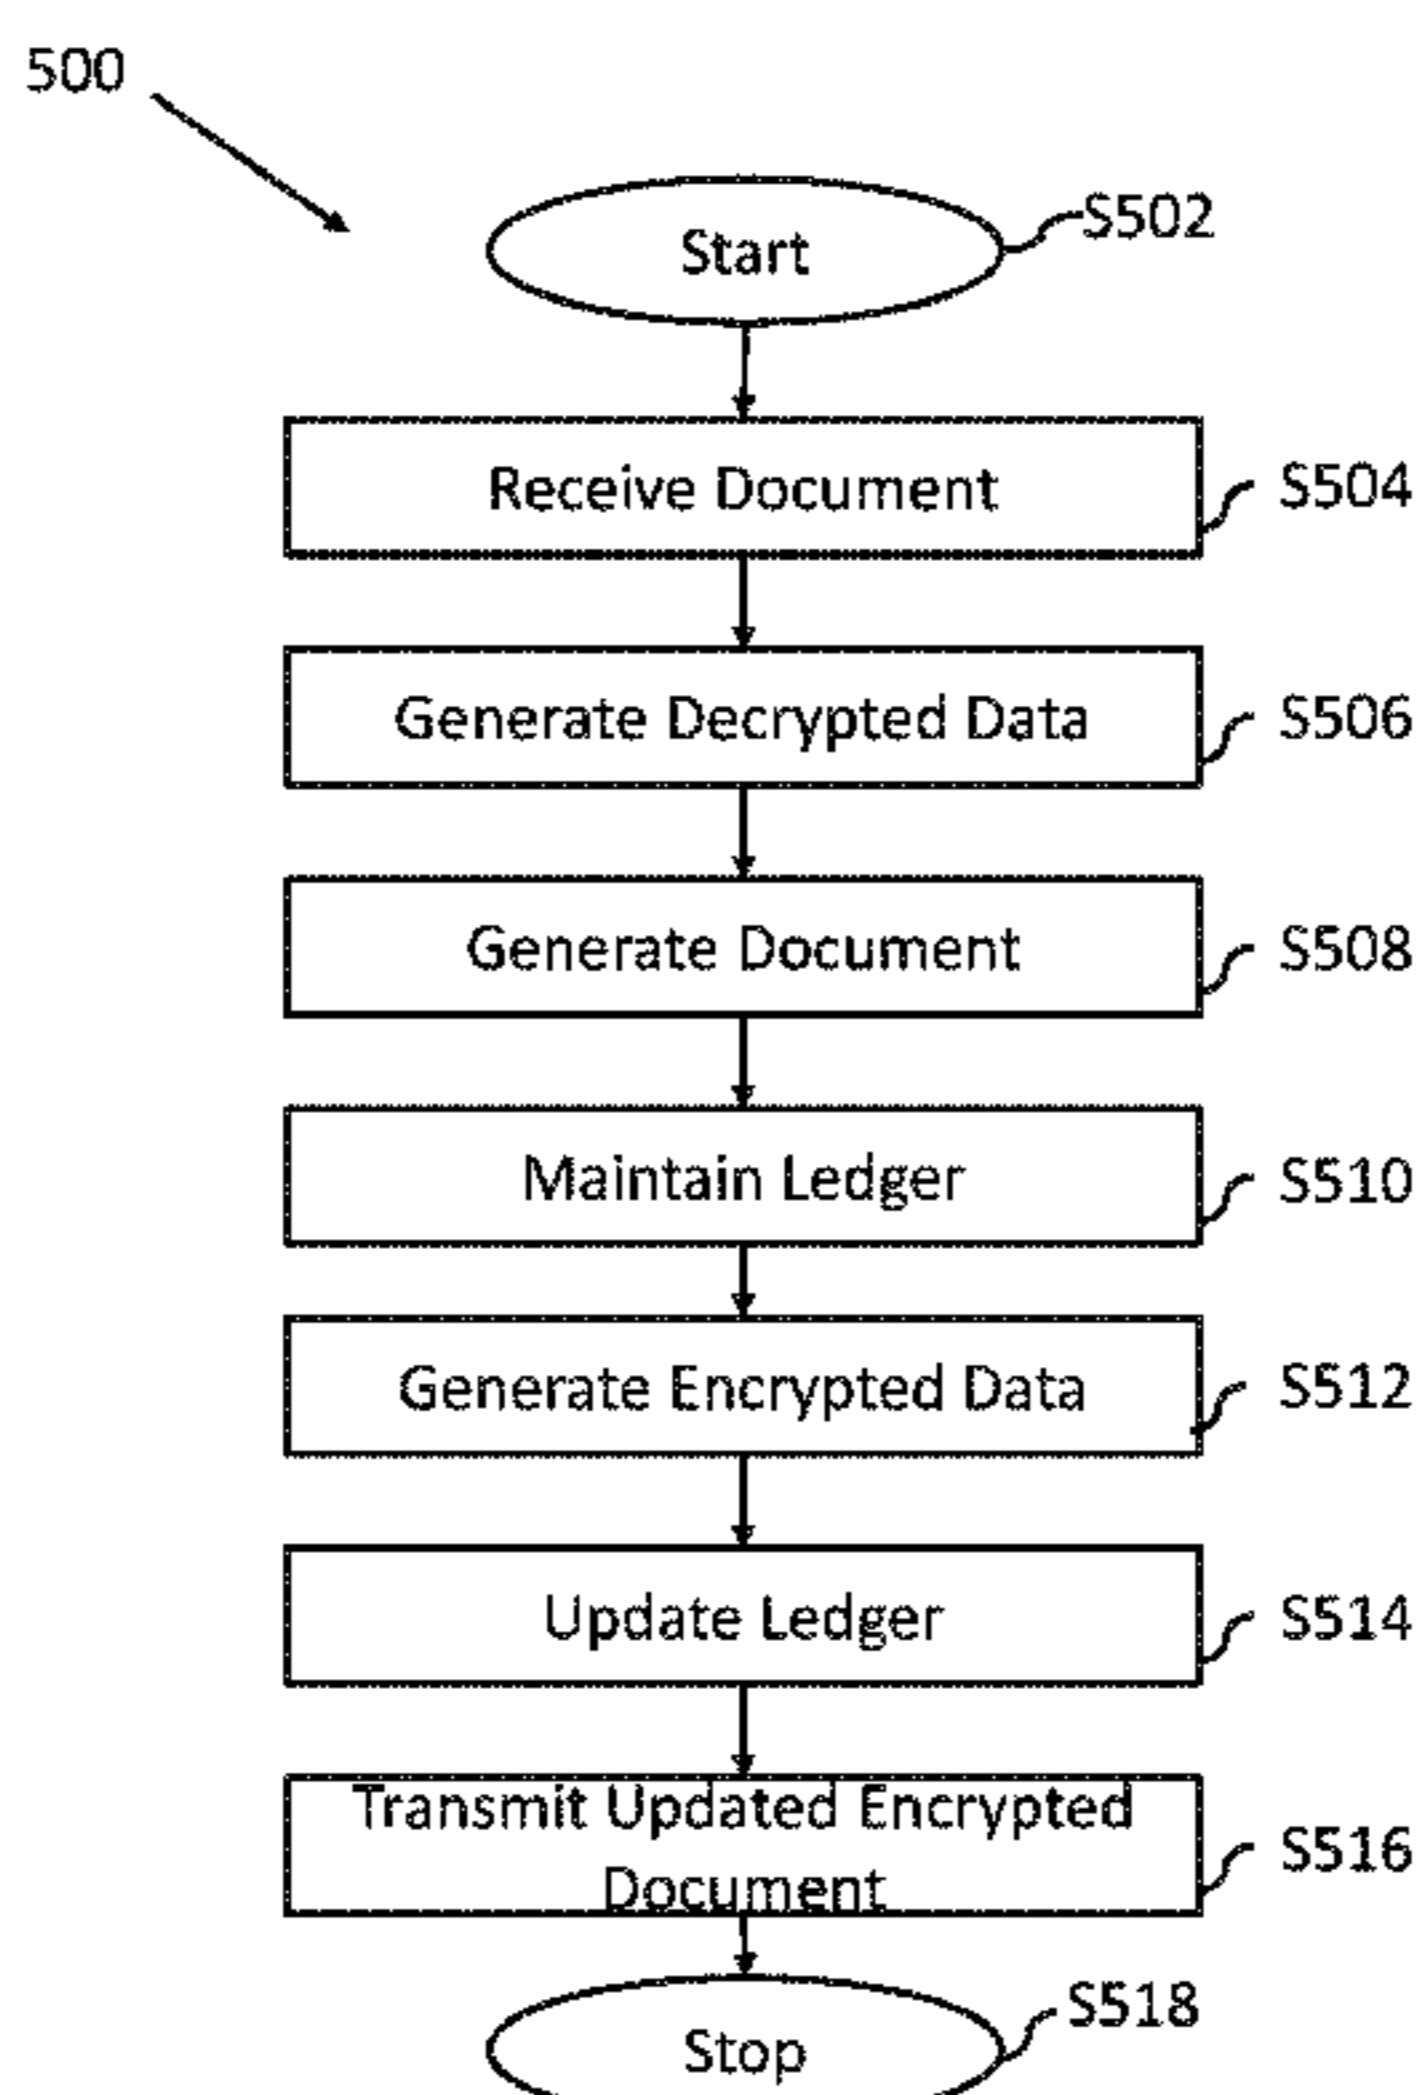 500
Start
S502
Receive Document
S504
Generate Decrypted Data
S506
Generate Document
S508
Maintain Ledger
S510
Generate Encrypted Data
S512
Update Ledger
S514
Transmit Updated Encrypted
Document
S516
Stop
S518